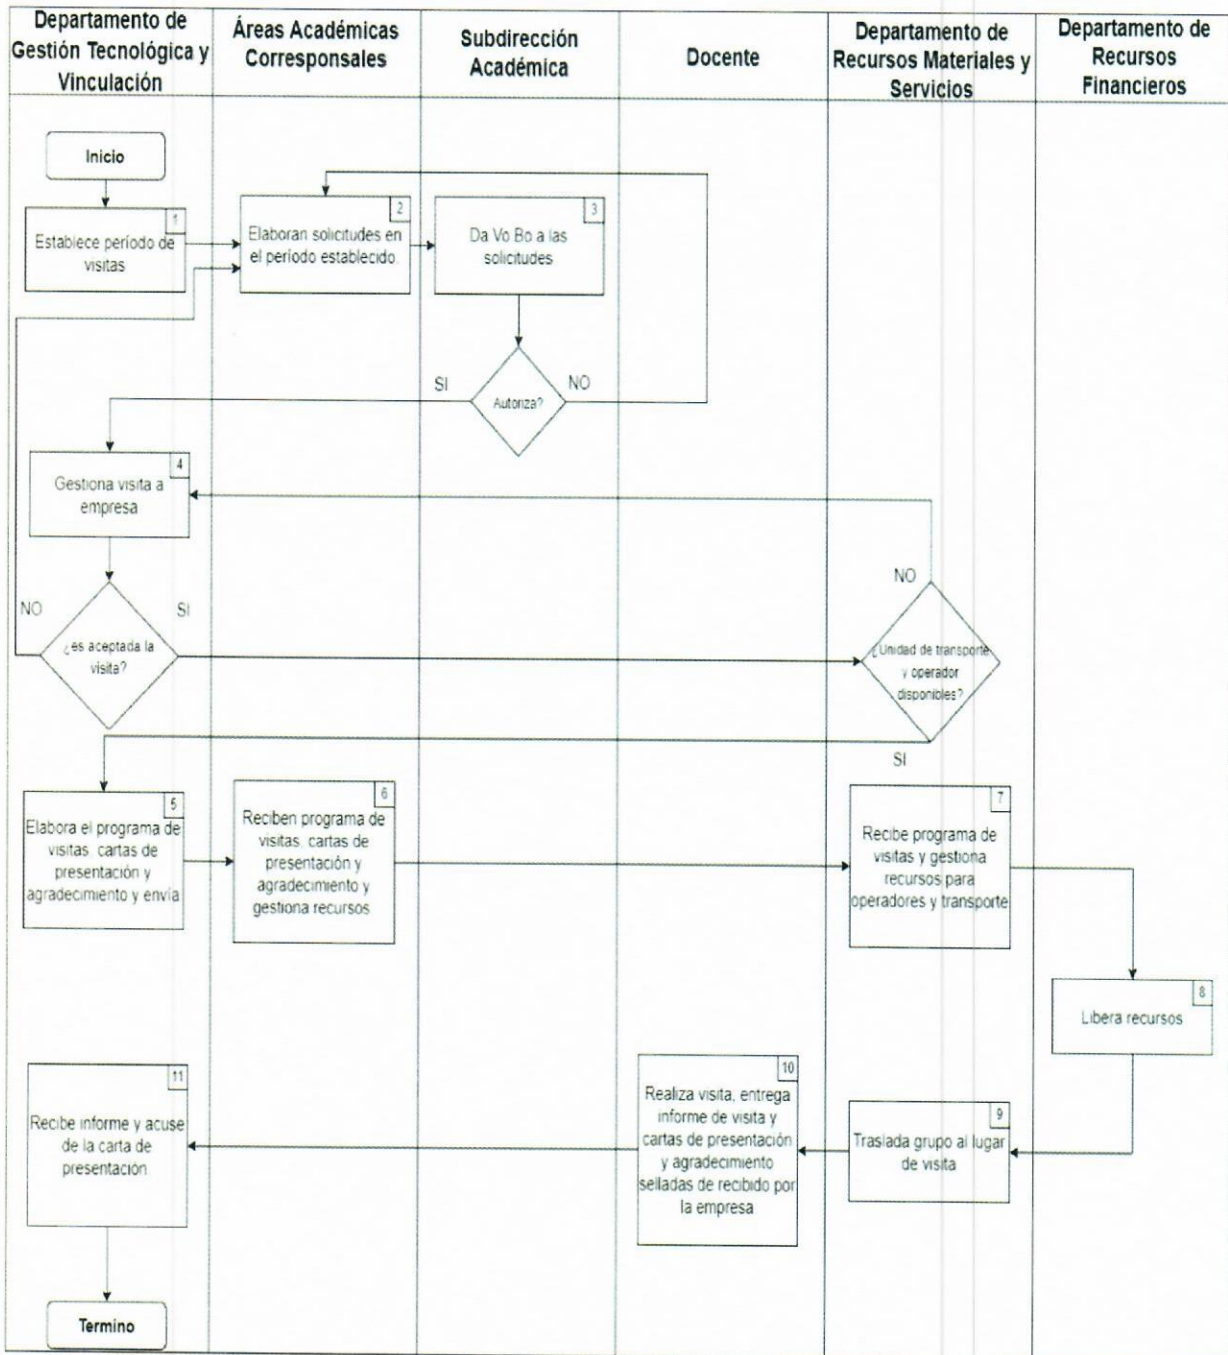 Departamento de
Gestión Tecnológica y
Vinculación
Áreas Académicas
Corresponsales
Subdirección
Académica
Docente
Departamento de
Recursos Materiales y
Servicios
Departamento de
Recursos
Financieros
Inicio
1
Establece período de
visitas
2
Elaboran solicitudes en
el período establecido.
3
Da Vo Bo a las
solicitudes
SI
Autoriza?
NO
4
Gestiona visita a
empresa
NO
SI
¿es aceptada la
visita?
NO
¿Unidad de transporte
y operador
disponibles?
SI
5
Elabora el programa de
visitas, cartas de
presentación y
agradecimiento y envía
6
Reciben programa de
visitas, cartas de
presentación y
agradecimiento y
gestiona recursos
7
Recibe programa de
visitas y gestiona
recursos para
operadores y transporte
8
Libera recursos
9
Traslada grupo al lugar
de visita
10
Realiza visita, entrega
informe de visita y
cartas de presentación
y agradecimiento
selladas de recibido por
la empresa
11
Recibe informe y acuse
de la carta de
presentación
Termino